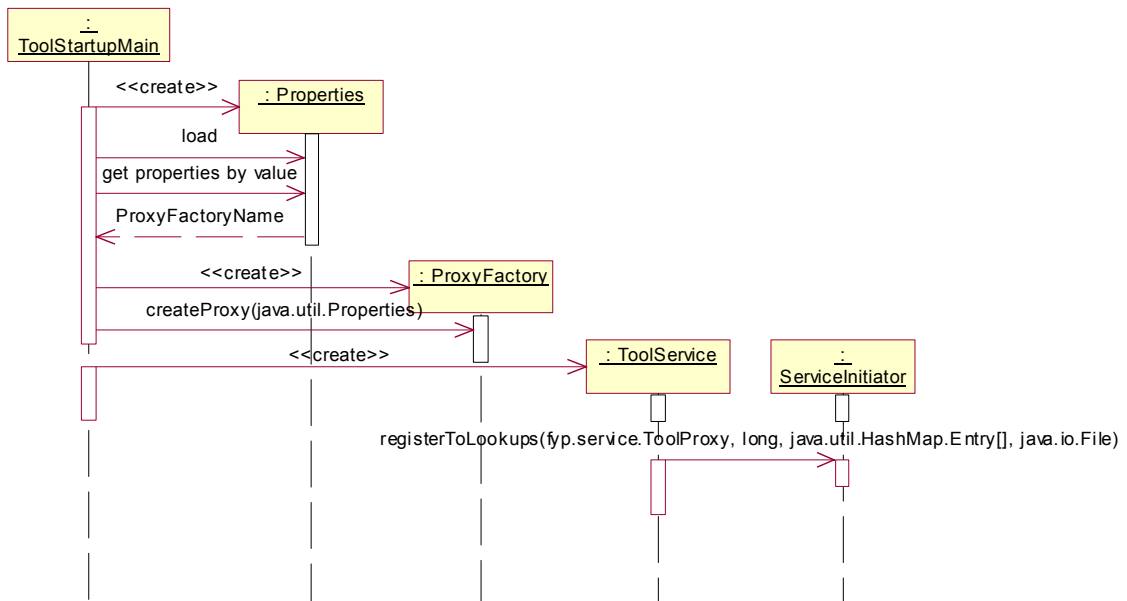 :
ToolStartupMain
<<create>>
: Properties
load
get properties by value
ProxyFactoryName
<<create>>
: ProxyFactory
createProxy(java.util.Properties)
<<create>>
: ToolService
:
ServiceInitiator
registerToLookups(fyp.service.ToolProxy, long, java.util.HashMap.Entry[], java.io.File)